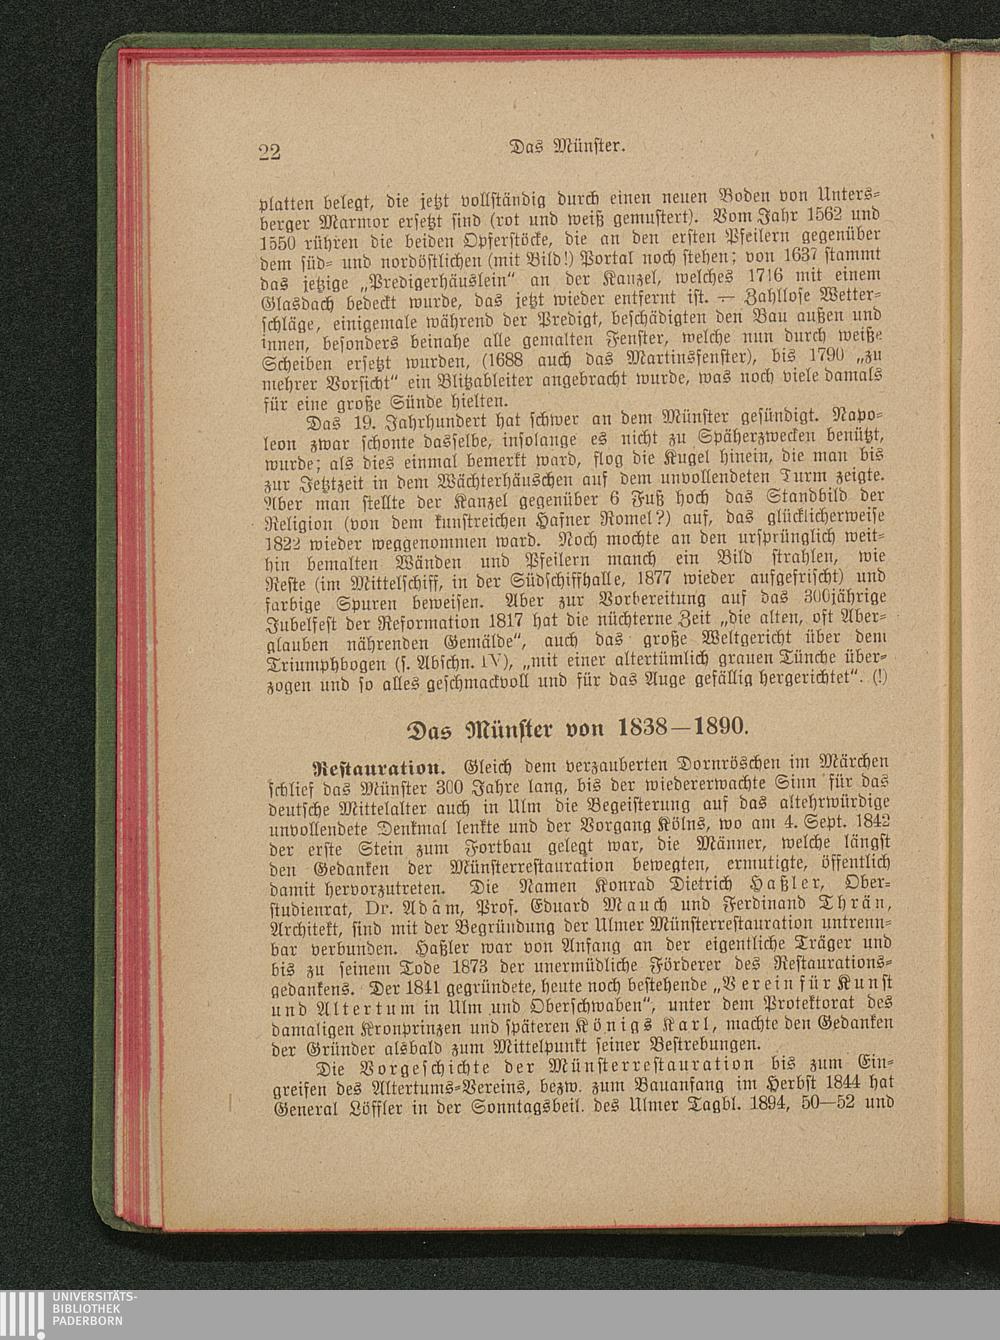 22
Das Münster.
platten belegt, die jetzt vollständig durch einen neuen Boden von Unters-
berger Marmor ersetzt sind (rot und weiß gemustert). Vom Jahr 1562 und
1550 rühren die beiden Opferstöcke, die an den ersten Pfeilern gegenüber
dem süd- und nordöstlichen (mit Bild!) Portal noch stehen; von 1637 stammt
das jetzige „Predigerhäuslein“ an der Kanzel, welches 1716 mit einem
Glasdach bedeckt wurde, das jetzt wieder entfernt ist. — Zahllose Wetter-
schläge, einigemale während der Predigt, beschädigten den Bau außen und
innen, besonders beinahe alle gemalten Fenster, welche nun durch weiße
Scheiben ersetzt wurden, (1688 auch das Martinsfenster), bis 1790 „zu
mehrer Vorsicht“ ein Blitzableiter angebracht wurde, was noch viele damals
für eine große Sünde hielten.
Das 19. Jahrhundert hat schwer an dem Münster gesündigt. Napo-
leon zwar schonte dasselbe, insolange es nicht zu Späherzwecken benützt,
wurde; als dies einmal bemerkt ward, flog die Kugel hinein, die man bis
zur Jetztzeit in dem Wächterhäuschen auf dem unvollendeten Turm zeigte.
Aber man stellte der Kanzel gegenüber 6 Fuß hoch das Standbild der
Religion (von dem kunstreichen Hafner Romel?) auf, das glücklicherweise
1822 wieder weggenommen ward. Noch mochte an den ursprünglich weit-
hin bemalten Wänden und Pfeilern manch ein Bild strahlen, wie
Reste (im Mittelschiff, in der Südschiffhalle, 1877 wieder aufgefrischt) und
farbige Spuren beweisen. Aber zur Vorbereitung auf das 300jährige
Jubelfest der Reformation 1817 hat die nüchterne Zeit „die alten, oft Aber-
glauben nährenden Gemälde“, auch das große Weltgericht über dem
Triumphbogen (s. Abschn. IV), „mit einer altertümlich grauen Tünche über-
zogen und so alles geschmackvoll und für das Auge gefällig hergerichtet“. (!)
Das Münster von 1838—1890.
Restauration. Gleich dem verzauberten Dornröschen im Märchen
schlief das Münster 300 Jahre lang, bis der wiedererwachte Sinn für das
deutsche Mittelalter auch in Ulm die Begeisterung auf das altehrwürdige
unvollendete Denkmal lenkte und der Vorgang Kölns, wo am 4. Sept. 1842
der erste Stein zum Fortbau gelegt war, die Männer, welche längst
den Gedanken der Münsterrestauration bewegten, ermutigte, öffentlich
damit hervorzutreten. Die Namen Konrad Dietrich Haßler, Ober-
studienrat, Dr. Adam, Prof. Eduard Mauch und Ferdinand Thrän,
Architekt, sind mit der Begründung der Ulmer Münsterrestauration untrenn-
bar verbunden. Haßler war von Anfang an der eigentliche Träger und
bis zu seinem Tode 1873 der unermüdliche Förderer des Restaurations-
gedankens. Der 1841 gegründete, heute noch bestehende „Verein für Kunst
und Altertum in Ulm und Oberschwaben“, unter dem Protektorat des
damaligen Kronprinzen und späteren Königs Karl, machte den Gedanken
der Gründer alsbald zum Mittelpunkt seiner Bestrebungen.
Die Vorgeschichte der Münsterrestauration bis zum Ein-
greifen des Altertums-Vereins, bezw. zum Bauanfang im Herbst 1844 hat
General Löffler in der Sonntagsbeil. des Ulmer Tagbl. 1894, 50—52 und
UNIVERSITÄTS-
BIBLIOTHEK
PADERBORN